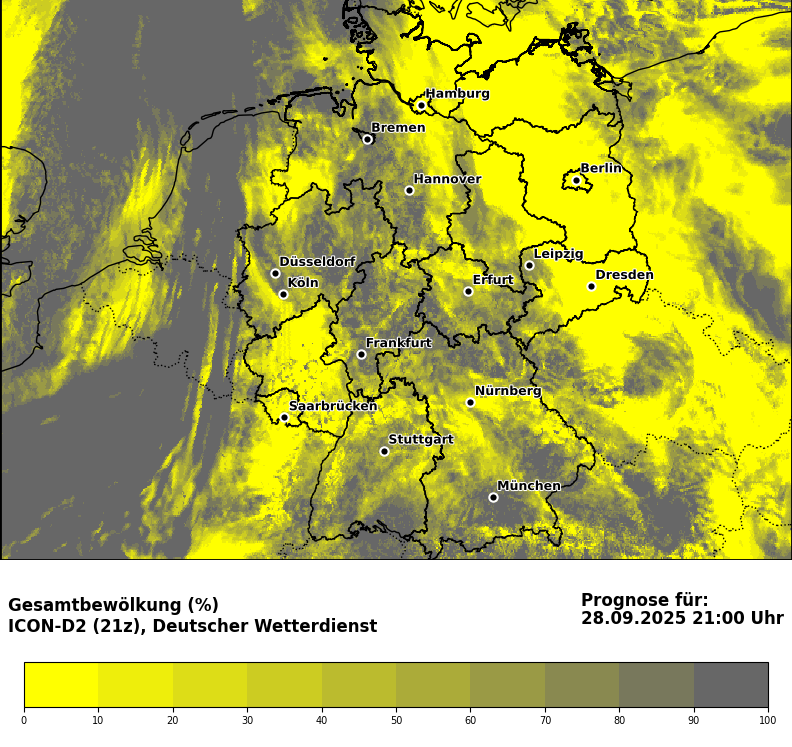 Hamburg
Bremen
Hannover
Berlin
Leipzig
Düsseldorf
Köln
Erfurt
Dresden
Frankfurt
Nürnberg
Saarbrücken
Stuttgart
München
Gesamtbewölkung (%)
ICON-D2 (21z), Deutscher Wetterdienst
Prognose für:
28.09.2025 21:00 Uhr
0 10 20 30 40 50 60 70 80 90 100